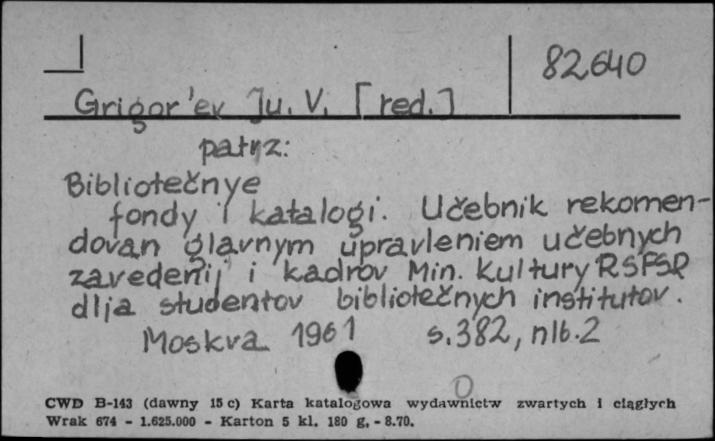 82640
Grigor'ev Ju. V. [red.]
patrz:
Bibliotečnye
fondy i katalogi. Učebnik rekomen-
dovan glavnym upravleniem učebnych
zavedenij i kadrov Min. Kultury RSFSR
dlja studentov bibliotečnych institutov.
Moskva 1961 s. 382, nlb. 2
CWD B-143 (dawny 15 c) Karta katalogowa wydawnictw zwartych i ciągłych
Wrak 674 - 1.625.000 - Karton 5 kl. 180 g. - 8.70.